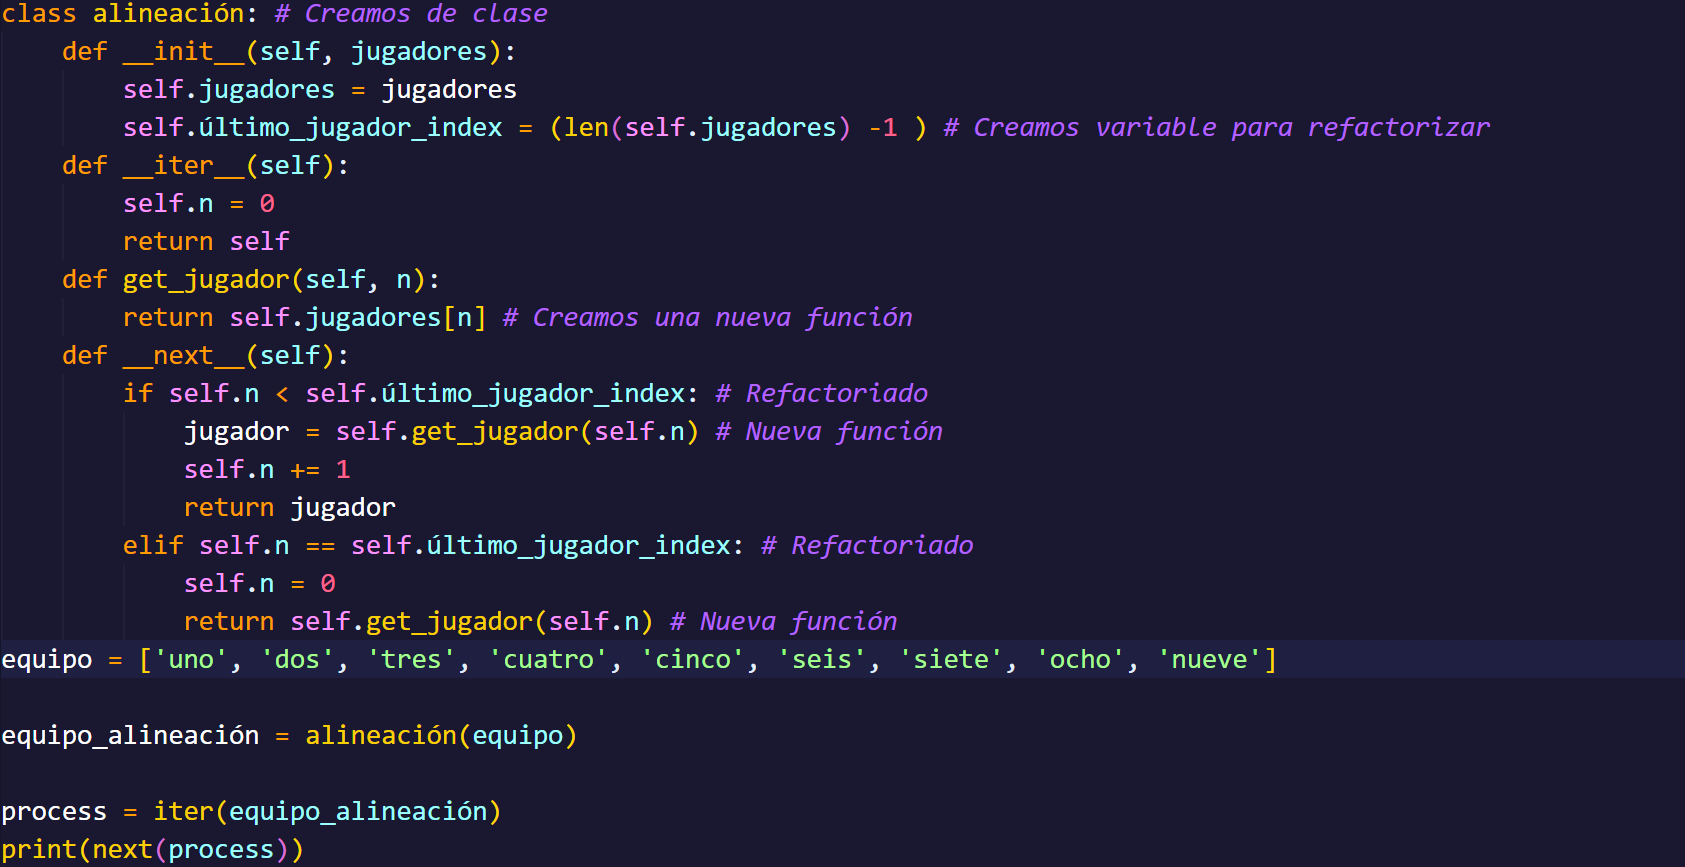 class alineación: # Creamos de clase
    def __init__(self, jugadores):
        self.jugadores = jugadores
        self.último_jugador_index = (len(self.jugadores) -1 ) # Creamos variable para refactorizar
    def __iter__(self):
        self.n = 0
        return self
    def get_jugador(self, n):
        return self.jugadores[n] # Creamos una nueva función
    def __next__(self):
        if self.n < self.último_jugador_index: # Refactoriado
            jugador = self.get_jugador(self.n) # Nueva función
            self.n += 1
            return jugador
        elif self.n == self.último_jugador_index: # Refactoriado
            self.n = 0
            return self.get_jugador(self.n) # Nueva función
equipo = ['uno', 'dos', 'tres', 'cuatro', 'cinco', 'seis', 'siete', 'ocho', 'nueve']
equipo_alineación = alineación(equipo)
process = iter(equipo_alineación)
print(next(process))